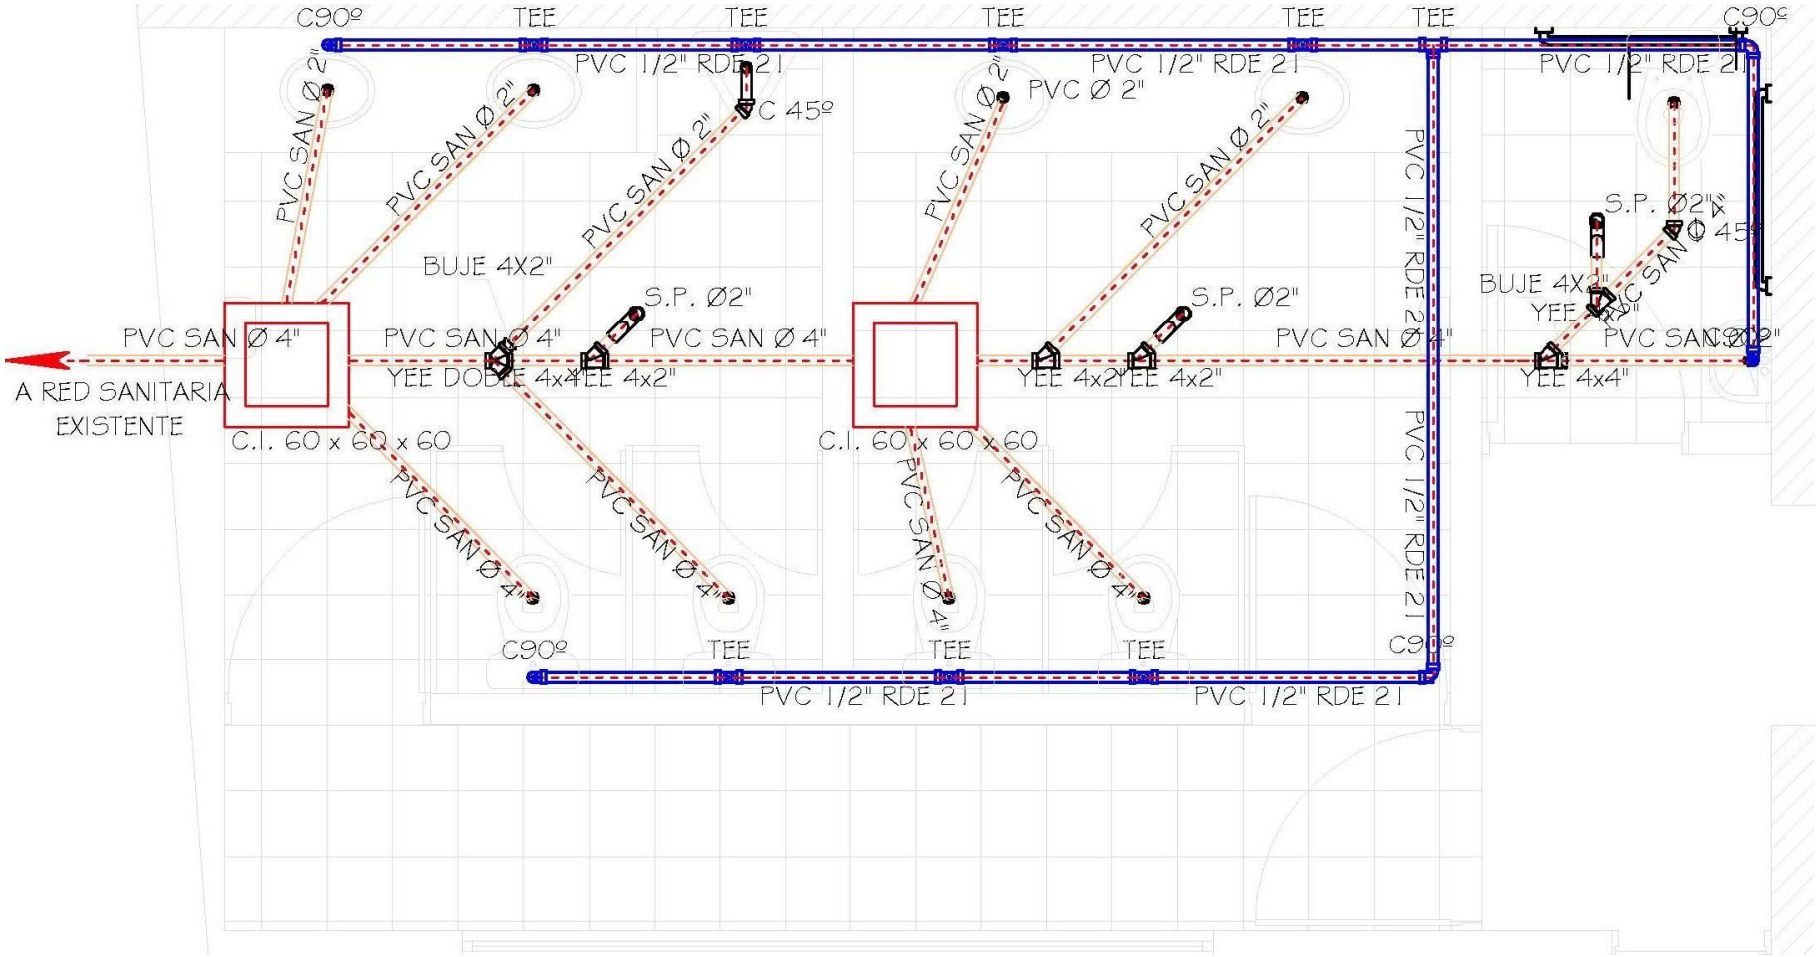 C90º
TEE
TEE
TEE
TEE
TEE
C90º
PVC 1/2" RDE 21
PVC 1/2" RDE 21
PVC 1/2" RDE 21
PVC Ø 2"
C 45º
PVC SAN Ø 2"
PVC SAN Ø 2"
PVC SAN Ø 2"
PVC SAN Ø 2"
PVC SAN Ø 2"
PVC 1/2" RDE 21
S.P. Ø2"
C 45º
PVC SAN Ø
BUJE 4X2"
BUJE 4X2"
YEE
S.P. Ø2"
S.P. Ø2"
PVC SAN Ø 4"
PVC SAN Ø 4"
PVC SAN Ø 4"
PVC SAN Ø 4"
PVC SAN
YEE DOBLE 4x4"
YEE 4x2"
YEE 4x2"
YEE 4x2"
YEE 4x4"
A RED SANITARIA
EXISTENTE
C.I. 60 x 60 x 60
C.I. 60 x 60 x 60
PVC SAN Ø 4"
PVC SAN Ø 4"
PVC SAN Ø 4"
PVC SAN Ø 4"
PVC 1/2" RDE 21
C90º
TEE
TEE
TEE
C90º
PVC 1/2" RDE 21
PVC 1/2" RDE 21